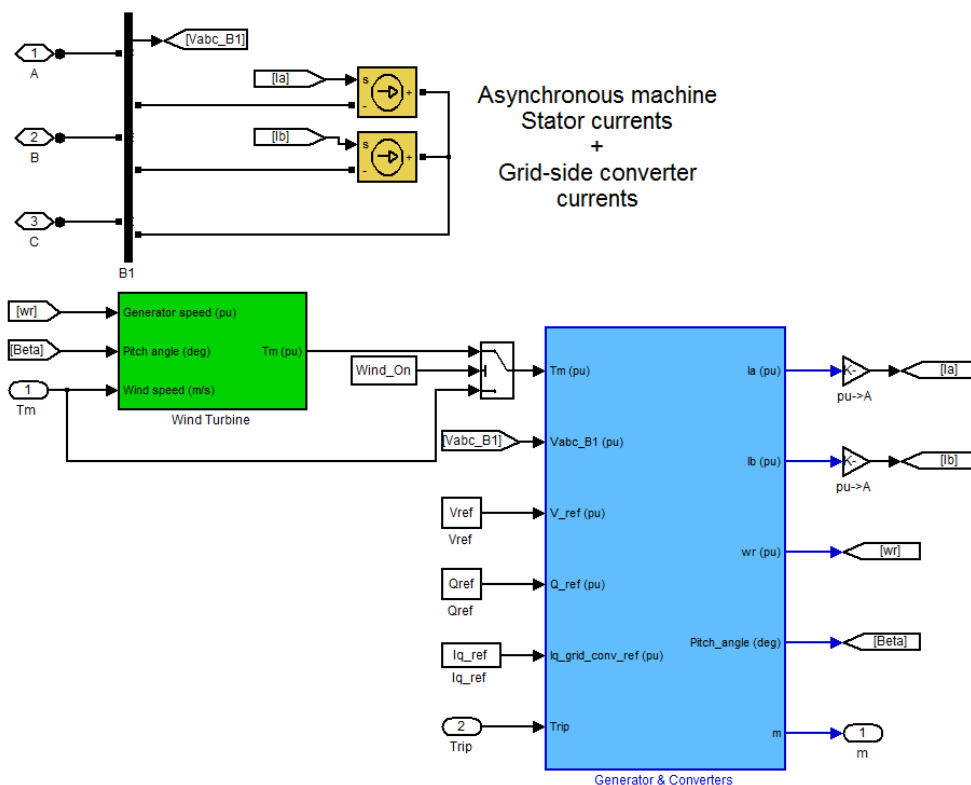 [Vabc_B1]
1
A
[Ia]
s
+
-
2
B
[Ib]
s
+
-
3
C
B1
Asynchronous machine
Stator currents
+
Grid-side converter
currents
[wr]
Generator speed (pu)
[Beta]
Pitch angle (deg)
Tm (pu)
1
Tm
Wind speed (m/s)
Wind Turbine
Wind_On
Tm (pu)
Ia (pu)
K-
[Ia]
pu->A
[Vabc_B1]
Vabc_B1 (pu)
Ib (pu)
K-
[Ib]
pu->A
Vref
V_ref (pu)
Vref
wr (pu)
[wr]
Qref
Q_ref (pu)
Qref
Iq_ref
Iq_grid_conv_ref (pu)
Iq_ref
Pitch_angle (deg)
[Beta]
2
Trip
Trip
m
1
m
Generator & Converters